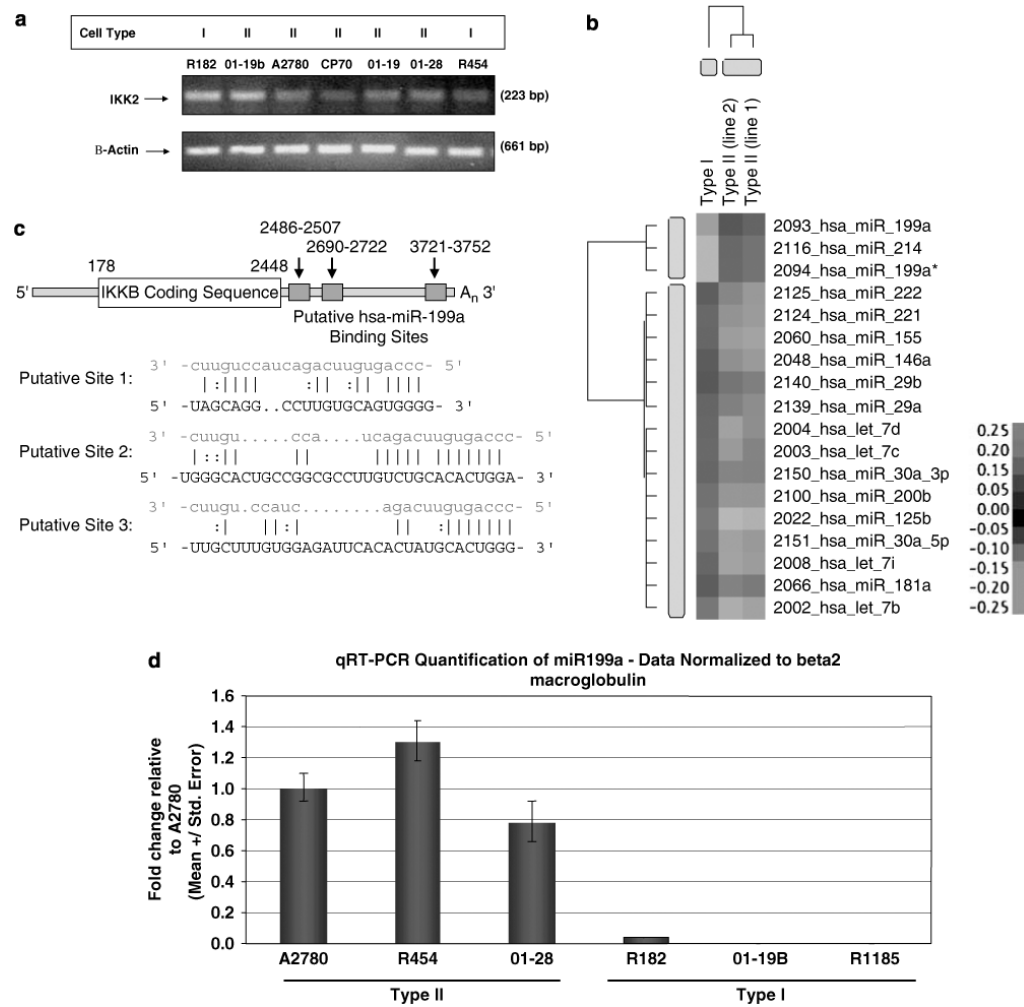 a
Cell Type I II II II II II I
R182 01-19b A2780 CP70 01-19 01-28 R454
IKK2 (223 bp)
B-Actin (661 bp)
b
Type I
Type II (line 2)
Type II (line 1)
2093_hsa_miR_199a
2116_hsa_miR_214
2094_hsa_miR_199a*
2125_hsa_miR_222
2124_hsa_miR_221
2060_hsa_miR_155
2048_hsa_miR_146a
2140_hsa_miR_29b
2139_hsa_miR_29a
2004_hsa_let_7d
2003_hsa_let_7c
2150_hsa_miR_30a_3p
2100_hsa_miR_200b
2022_hsa_miR_125b
2151_hsa_miR_30a_5p
2008_hsa_let_7i
2066_hsa_miR_181a
2002_hsa_let_7b
0.25
0.20
0.15
0.10
0.05
0.00
-0.05
-0.10
-0.15
-0.20
-0.25
c
2486-2507
2690-2722 3721-3752
178 2448
5' IKKB Coding Sequence An 3'
Putative hsa-miR-199a
Binding Sites
3' -cuuguccaucagacuugugaccc- 5'
Putative Site 1:
5' -UAGCAGG..CCUUGUGCAGUGGGG- 3'
3' -cuugu.....cca....ucagacuugugaccc- 5'
Putative Site 2:
5' -UGGGCACUGCCGGCGCCUUGUCUGCACACUGGA- 3'
3' -cuugu.ccauc.........agacuugugaccc- 5'
Putative Site 3:
5' -UUGCUUUGUGGAGAUUCACACUAUGCACUGGG- 3'
d
qRT-PCR Quantification of miR199a - Data Normalized to beta2
macroglobulin
Fold change relative
to A2780
(Mean +/ Std. Error)
1.6
1.4
1.2
1.0
0.8
0.6
0.4
0.2
0.0
A2780 R454 01-28 R182 01-19B R1185
Type II Type I